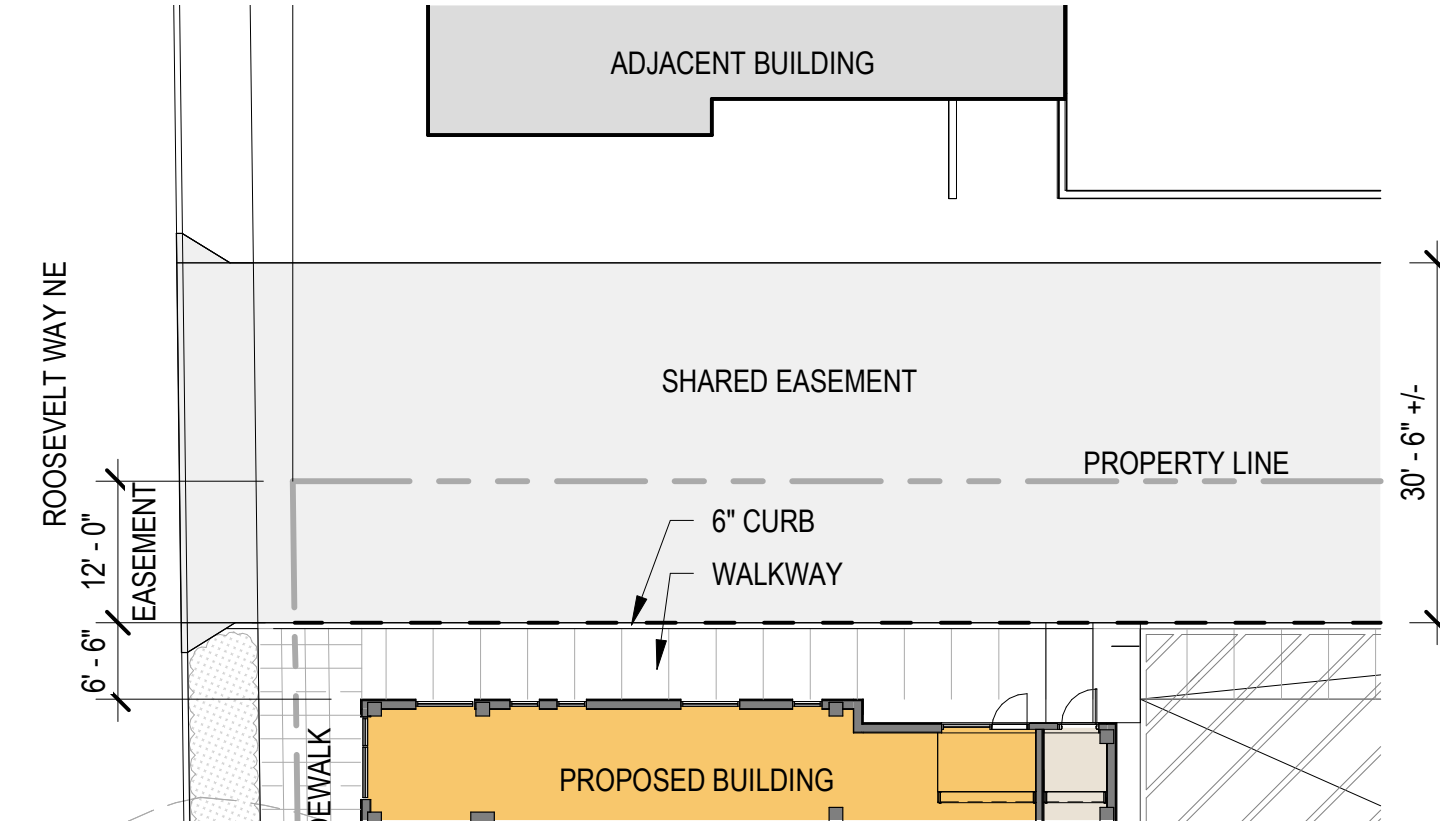 ADJACENT BUILDING
ROOSEVELT WAY NE
SHARED EASEMENT
30' - 6" +/-
PROPERTY LINE
12' - 0"
EASEMENT
6" CURB
WALKWAY
6' - 6"
PROPOSED BUILDING